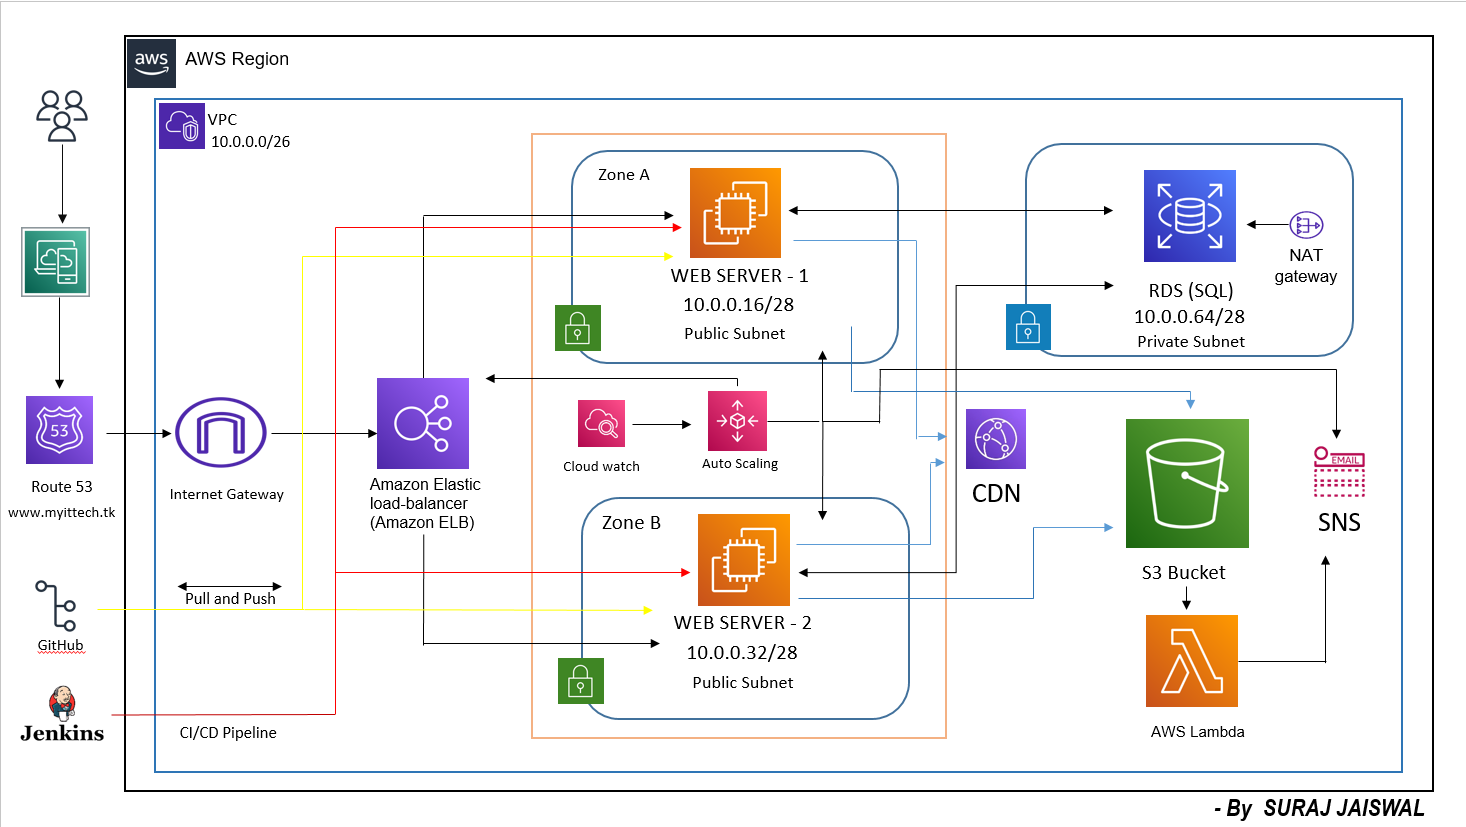 aws
AWS Region
VPC
10.0.0.0/26
Zone A
WEB SERVER - 1
10.0.0.16/28
Public Subnet
RDS (SQL)
10.0.0.64/28
Private Subnet
NAT
gateway
53
Route 53
www.myittech.tk
Internet Gateway
Amazon Elastic
load-balancer
(Amazon ELB)
Cloud watch
Auto Scaling
CDN
EMAIL
SNS
Zone B
WEB SERVER - 2
10.0.0.32/28
Public Subnet
S3 Bucket
AWS Lambda
Pull and Push
GitHub
Jenkins
CI/CD Pipeline
- By SURAJ JAISWAL